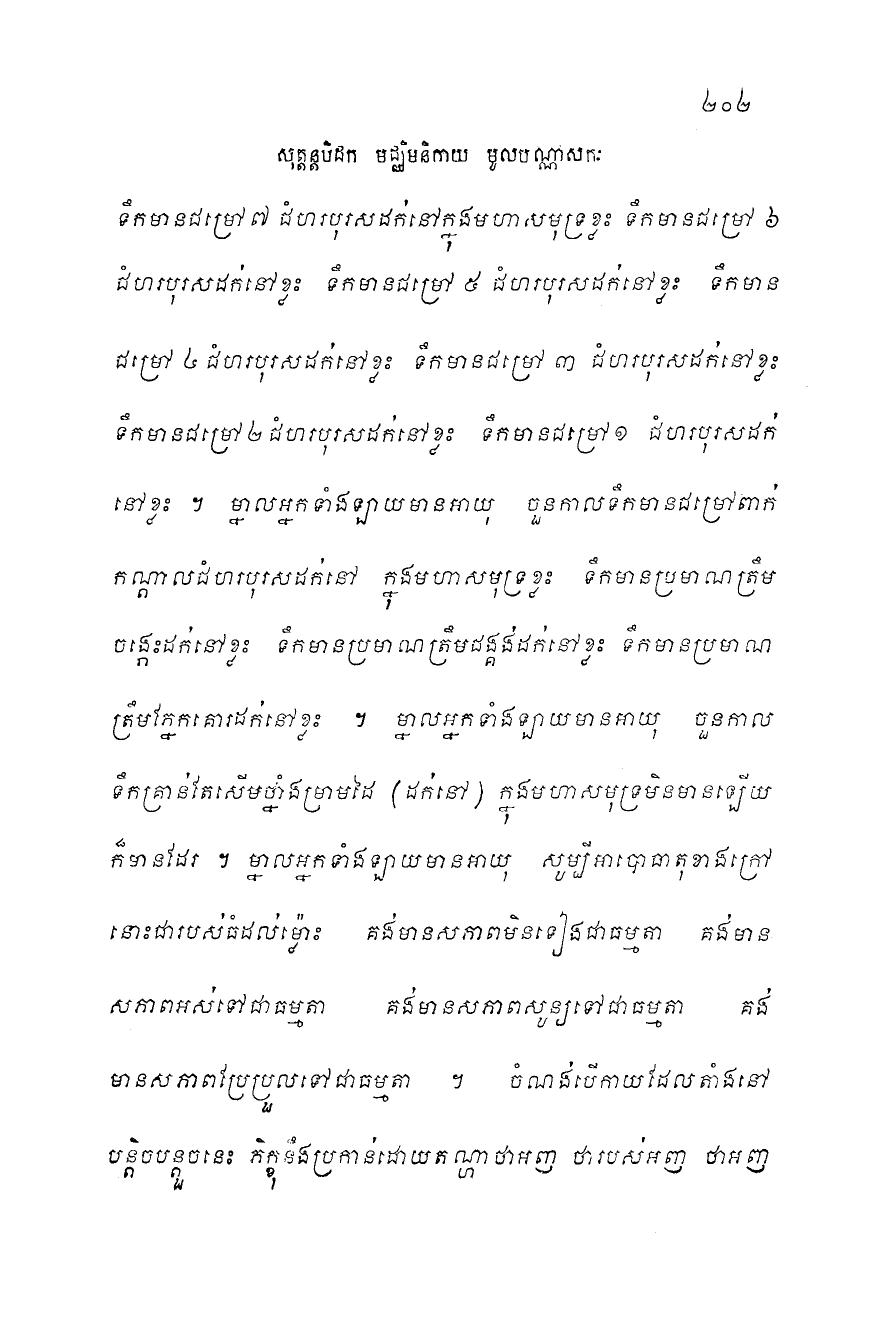 ២០២
សុត្តន្តបិដក មជ្ឈិមនិកាយ មូលបណ្ណាសកៈ
ទឹកមានជម្រៅ ៧ ជំហរបុរសដក់នៅក្នុងមហាសមុទ្រខ្លះ ទឹកមានជម្រៅ ៦
ជំហរបុរសដក់នៅខ្លះ ទឹកមានជម្រៅ ៥ ជំហរបុរសដក់នៅខ្លះ ទឹកមាន
ជម្រៅ ៤ ជំហរបុរសដក់នៅខ្លះ ទឹកមានជម្រៅ ៣ ជំហរបុរសដក់នៅខ្លះ
ទឹកមានជម្រៅ ២ ជំហរបុរសដក់នៅខ្លះ ទឹកមានជម្រៅ ១ ជំហរបុរសដក់
នៅខ្លះ ។ ម្នាលអ្នកទាំងឡាយមានអាយុ ចួនកាលទឹកមានជម្រៅពាក់
កណ្តាលជំហរបុរសដក់នៅ ក្នុងមហាសមុទ្រខ្លះ ទឹកមានប្រមាណត្រឹម
ចង្កេះដក់នៅខ្លះ ទឹកមានប្រមាណត្រឹមជង្គង់ដក់នៅខ្លះ ទឹកមានប្រមាណ
ត្រឹមភ្នែកគោរដក់នៅខ្លះ ។ ម្នាលអ្នកទាំងឡាយមានអាយុ ចួនកាល
ទឹកគ្រាន់តែសើមថ្នាំងម្រាមដៃ (ដក់នៅ) ក្នុងមហាសមុទ្រមិនមានឡើយ
ក៏មានដែរ ។ ម្នាលអ្នកទាំងឡាយមានអាយុ សូម្បីអាបោធាតុខាងក្រៅ
នោះជារបស់ធំដល់ម៉្លោះ គង់មានសភាពមិនទៀងជាធម្មតា គង់មាន
សភាពអស់ទៅជាធម្មតា គង់មានសភាពសូន្យទៅជាធម្មតា គង់
មានសភាពប្រែប្រួលទៅជាធម្មតា ។ ចំណង់បើកាយដែលតាំងនៅ
បន្តិចបន្តួចនេះ ភិក្ខុនឹងប្រកាន់ដោយតណ្ហាថាអញ ថារបស់អញ ថាអញ